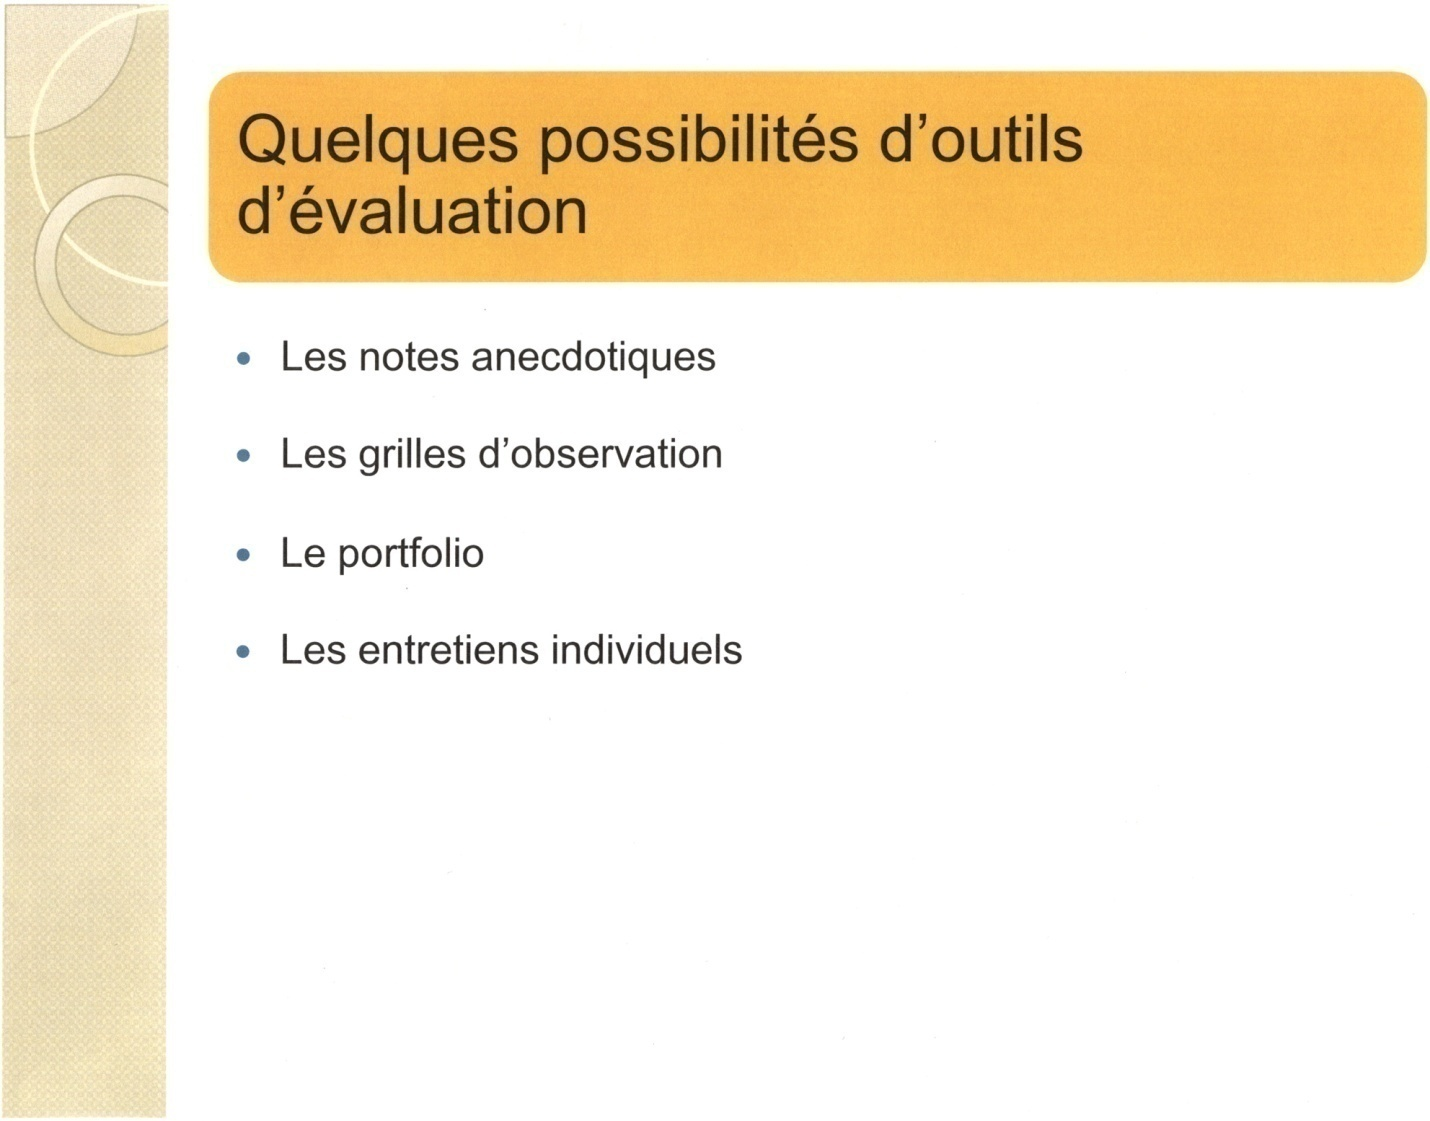 Quelques possibilités d’outils
d’évaluation
• Les notes anecdotiques
• Les grilles d’observation
• Le portfolio
• Les entretiens individuels